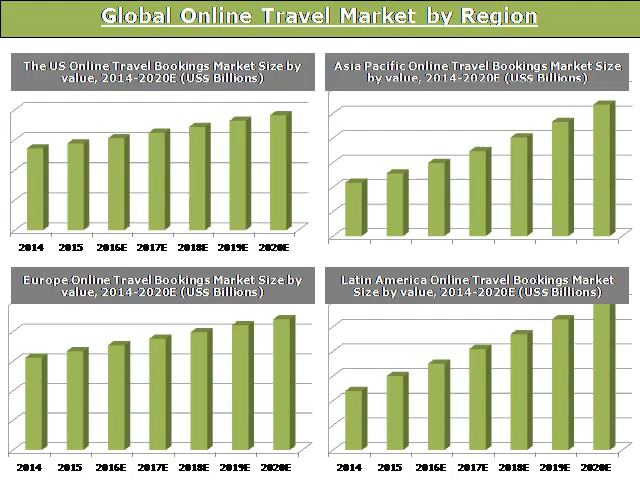 Global Online Travel Market by Region
The US Online Travel Bookings Market Size by
value, 2014-2020E (US$ Billions)
Asia Pacific Online Travel Bookings Market Size
by value, 2014-2020E (US$ Billions)
2014 2015 2016E 2017E 2018E 2019E 2020E
Europe Online Travel Bookings Market Size by
value, 2014-2020E (US$ Billions)
Latin America Online Travel Bookings Market
Size by value, 2014-2020E (US$ Billions)
2014 2015 2016E 2017E 2018E 2019E 2020E
2014 2015 2016E 2017E 2018E 2019E 2020E